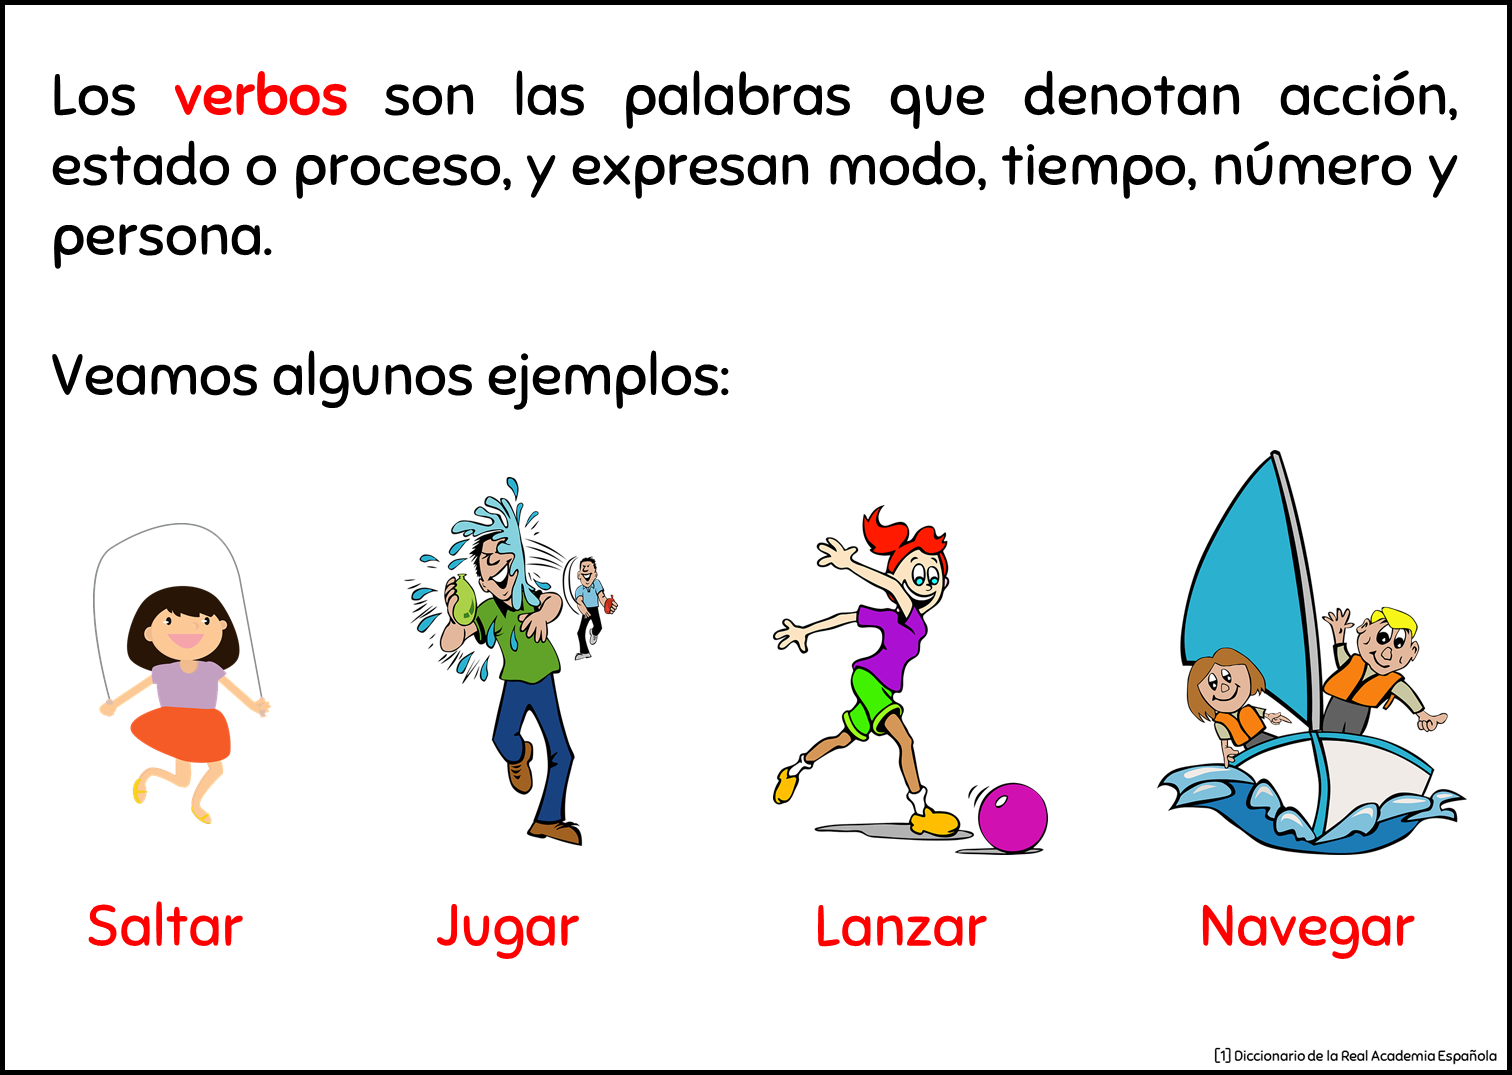 Los verbos son las palabras que denotan acción,
estado o proceso, y expresan modo, tiempo, número y
persona.
Veamos algunos ejemplos:
Saltar
Jugar
Lanzar
Navegar
[1] Diccionario de la Real Academia Española